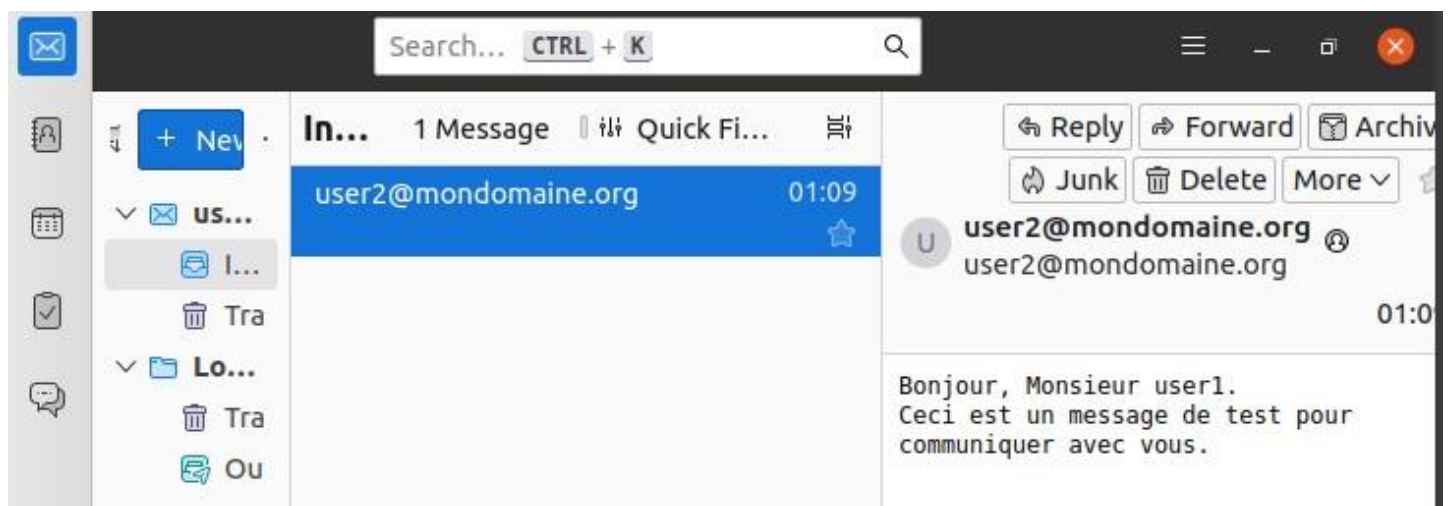 Search... CTRL + K
+ New
In... 1 Message Quick Fi...
Reply Forward Archiv
Junk Delete More
user2@mondomaine.org 01:09
us...
I...
Tra
Lo...
Tra
Ou
U
user2@mondomaine.org
user2@mondomaine.org
01:0
Bonjour, Monsieur user1.
Ceci est un message de test pour
communiquer avec vous.